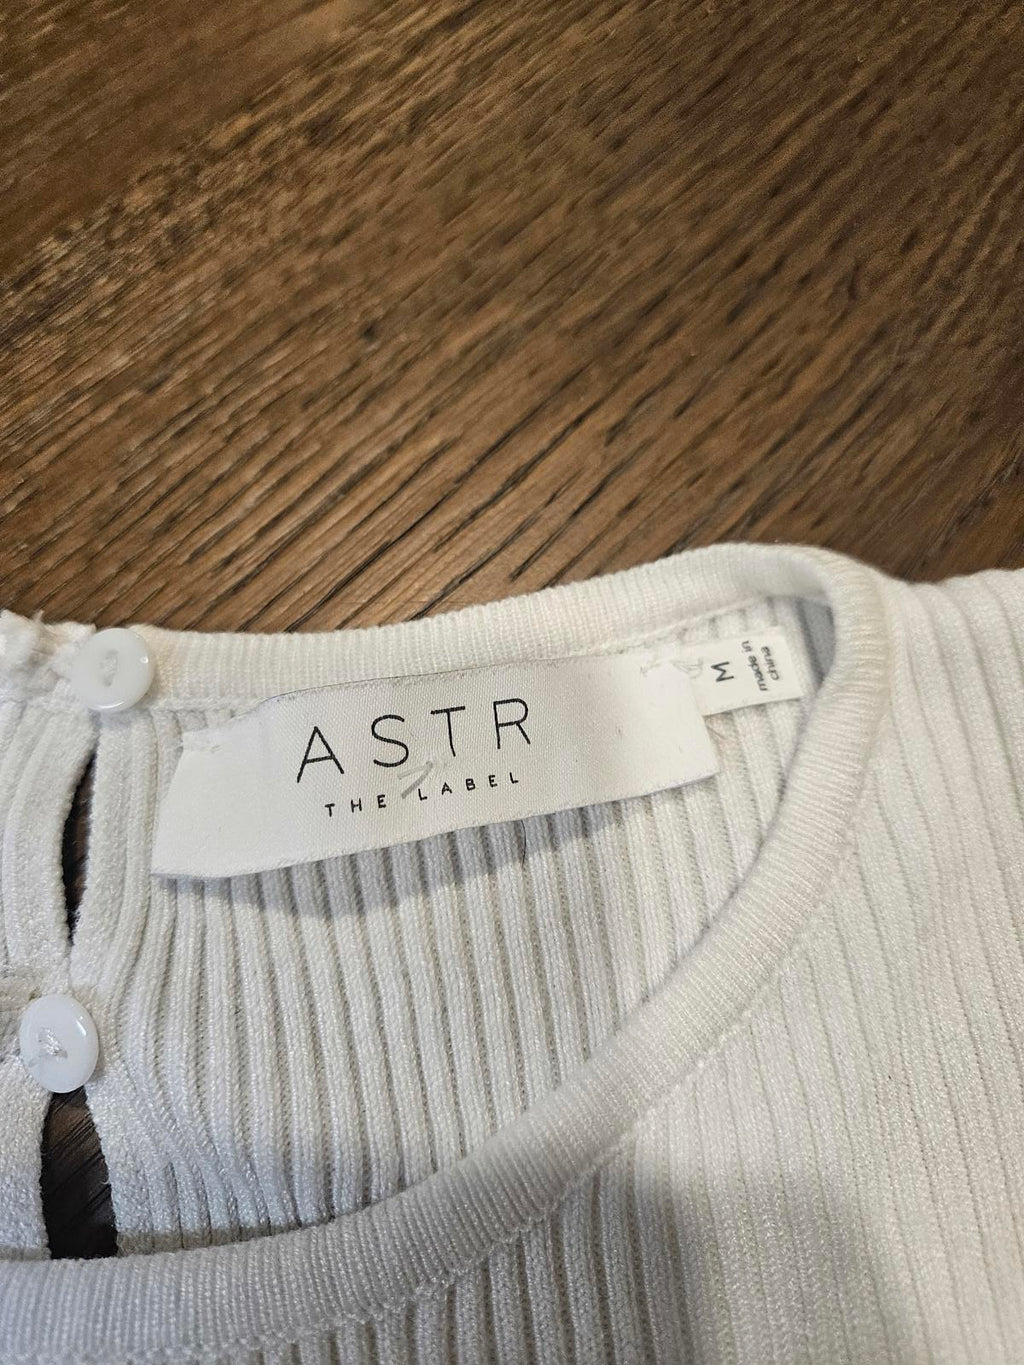 ASTR
THE LABEL
M
made in
china